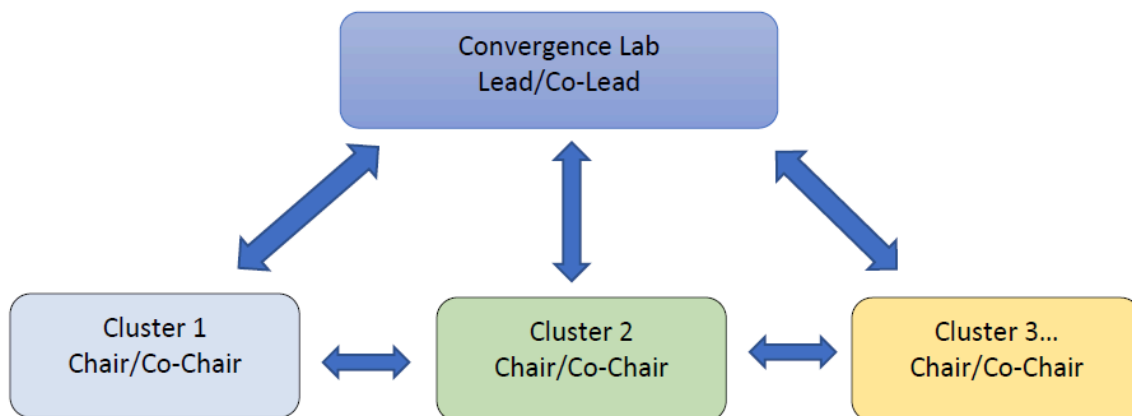 Convergence Lab
Lead/Co-Lead
Cluster 1
Chair/Co-Chair
Cluster 2
Chair/Co-Chair
Cluster 3...
Chair/Co-Chair